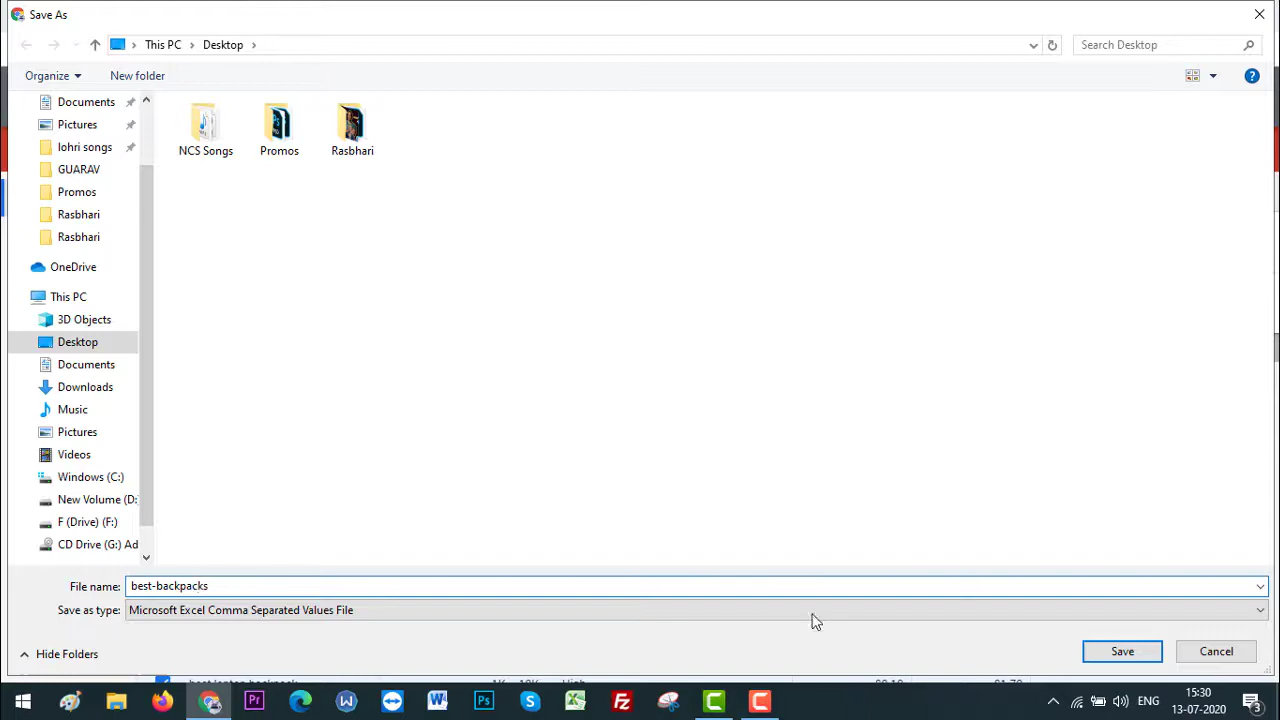 Save As
This PC > Desktop >
Search Desktop
Organize
New folder
Documents
Pictures
lohri songs
GUARAV
Promos
Rasbhari
Rasbhari
OneDrive
This PC
3D Objects
Desktop
Documents
Downloads
Music
Pictures
Videos
Windows (C:)
New Volume (D:
F (Drive) (F:)
CD Drive (G:) Ad
NCS Songs
Promos
Rasbhari
File name: best-backpacks
Save as type: Microsoft Excel Comma Separated Values File
Hide Folders
Save
Cancel
ENG
15:30
13-07-2020
3